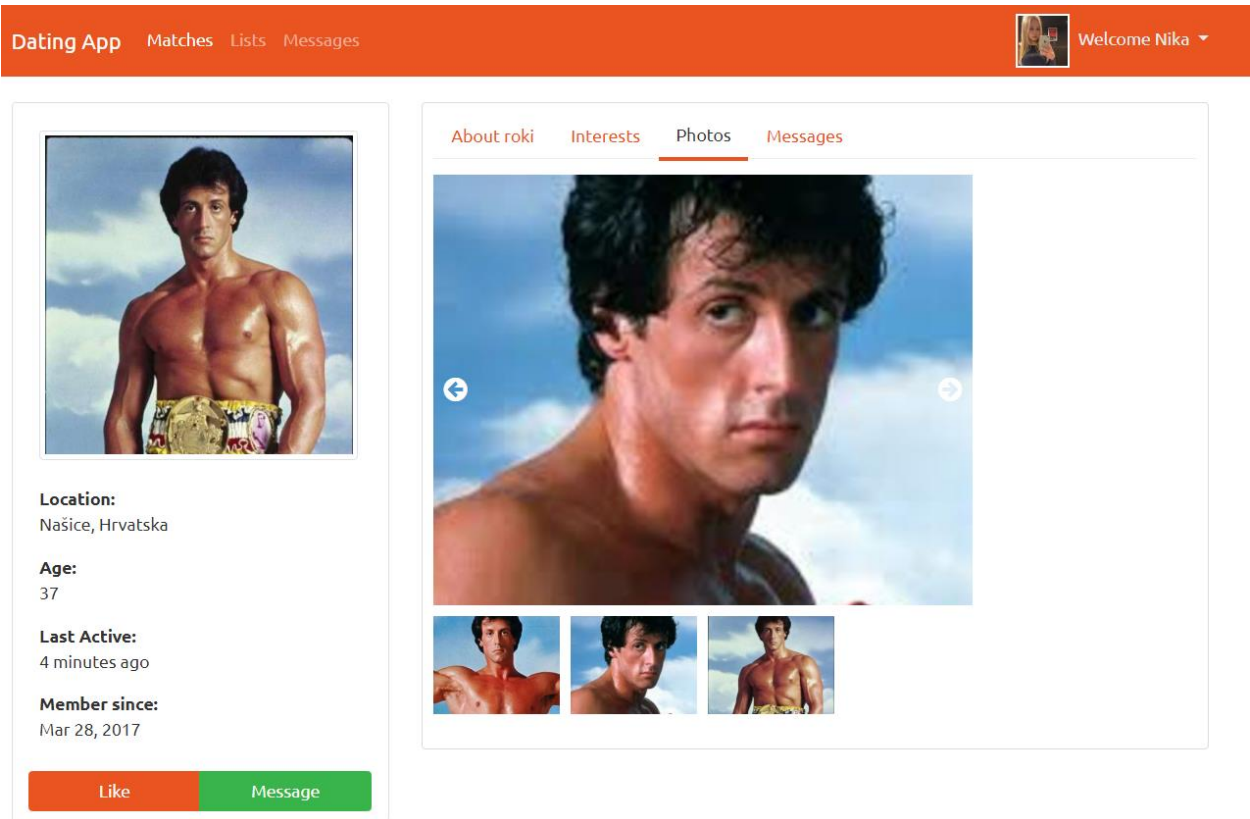 Dating App Matches Lists Messages Welcome Nika
About roki Interests Photos Messages
Location:
Našice, Hrvatska
Age:
37
Last Active:
4 minutes ago
Member since:
Mar 28, 2017
Like Message